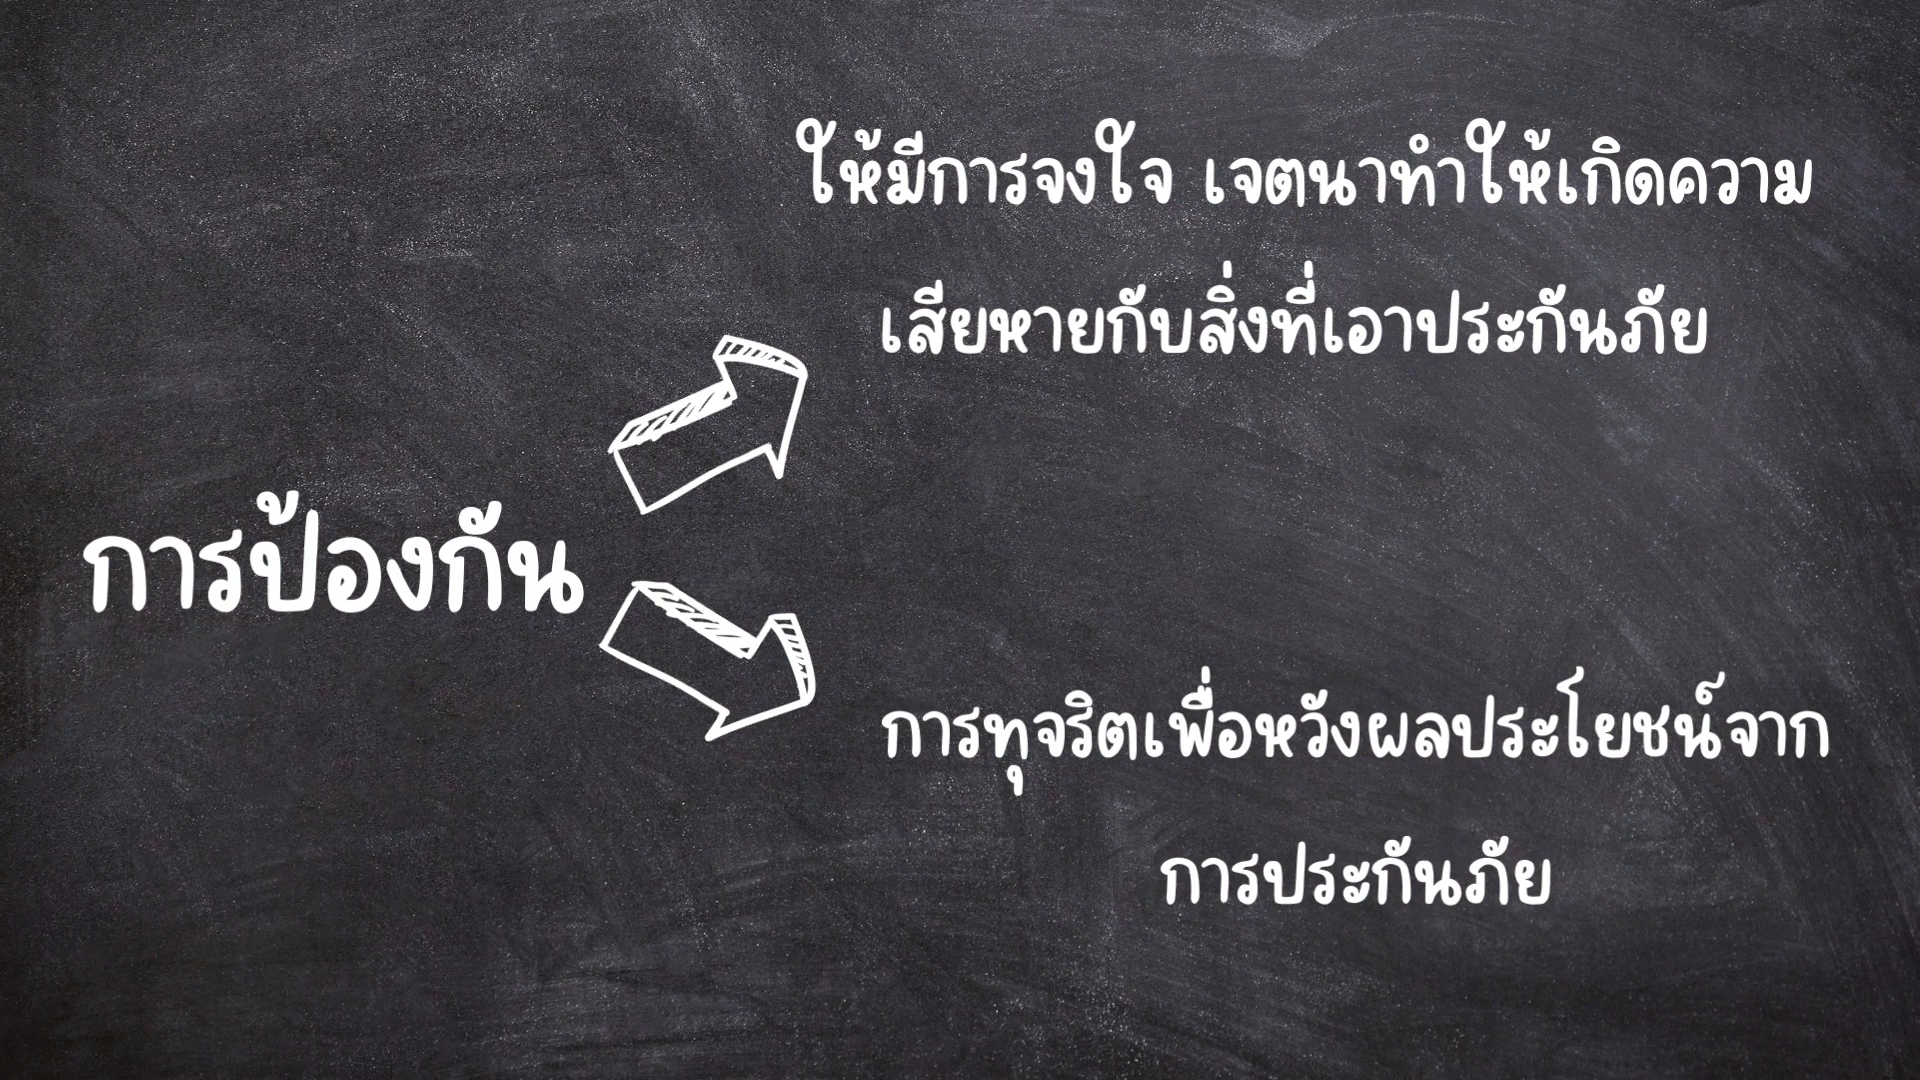 ให้มีการจงใจ เจตนาทำให้เกิดความ
เสียหายกับสิ่งที่เอาประกันภัย
การป้องกัน
การทุจริตเพื่อหวังผลประโยชน์จาก
การประกันภัย